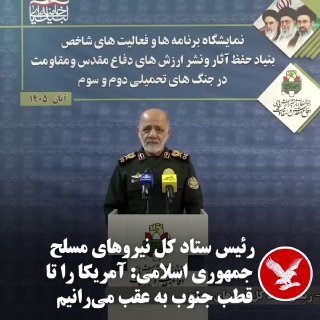 نمایشگاه برنامه ها و فعالیت های شاخص
بنیاد حفظ آثار و نشر ارزش های دفاع مقدس و مقاومت
در جنگ های تحمیلی دوم و سوم
آبان ۱۴۰۵
رئیس ستاد کل نیروهای مسلح
جمهوری اسلامی: آمریکا را تا
قطب جنوب به عقب می‌رانیم